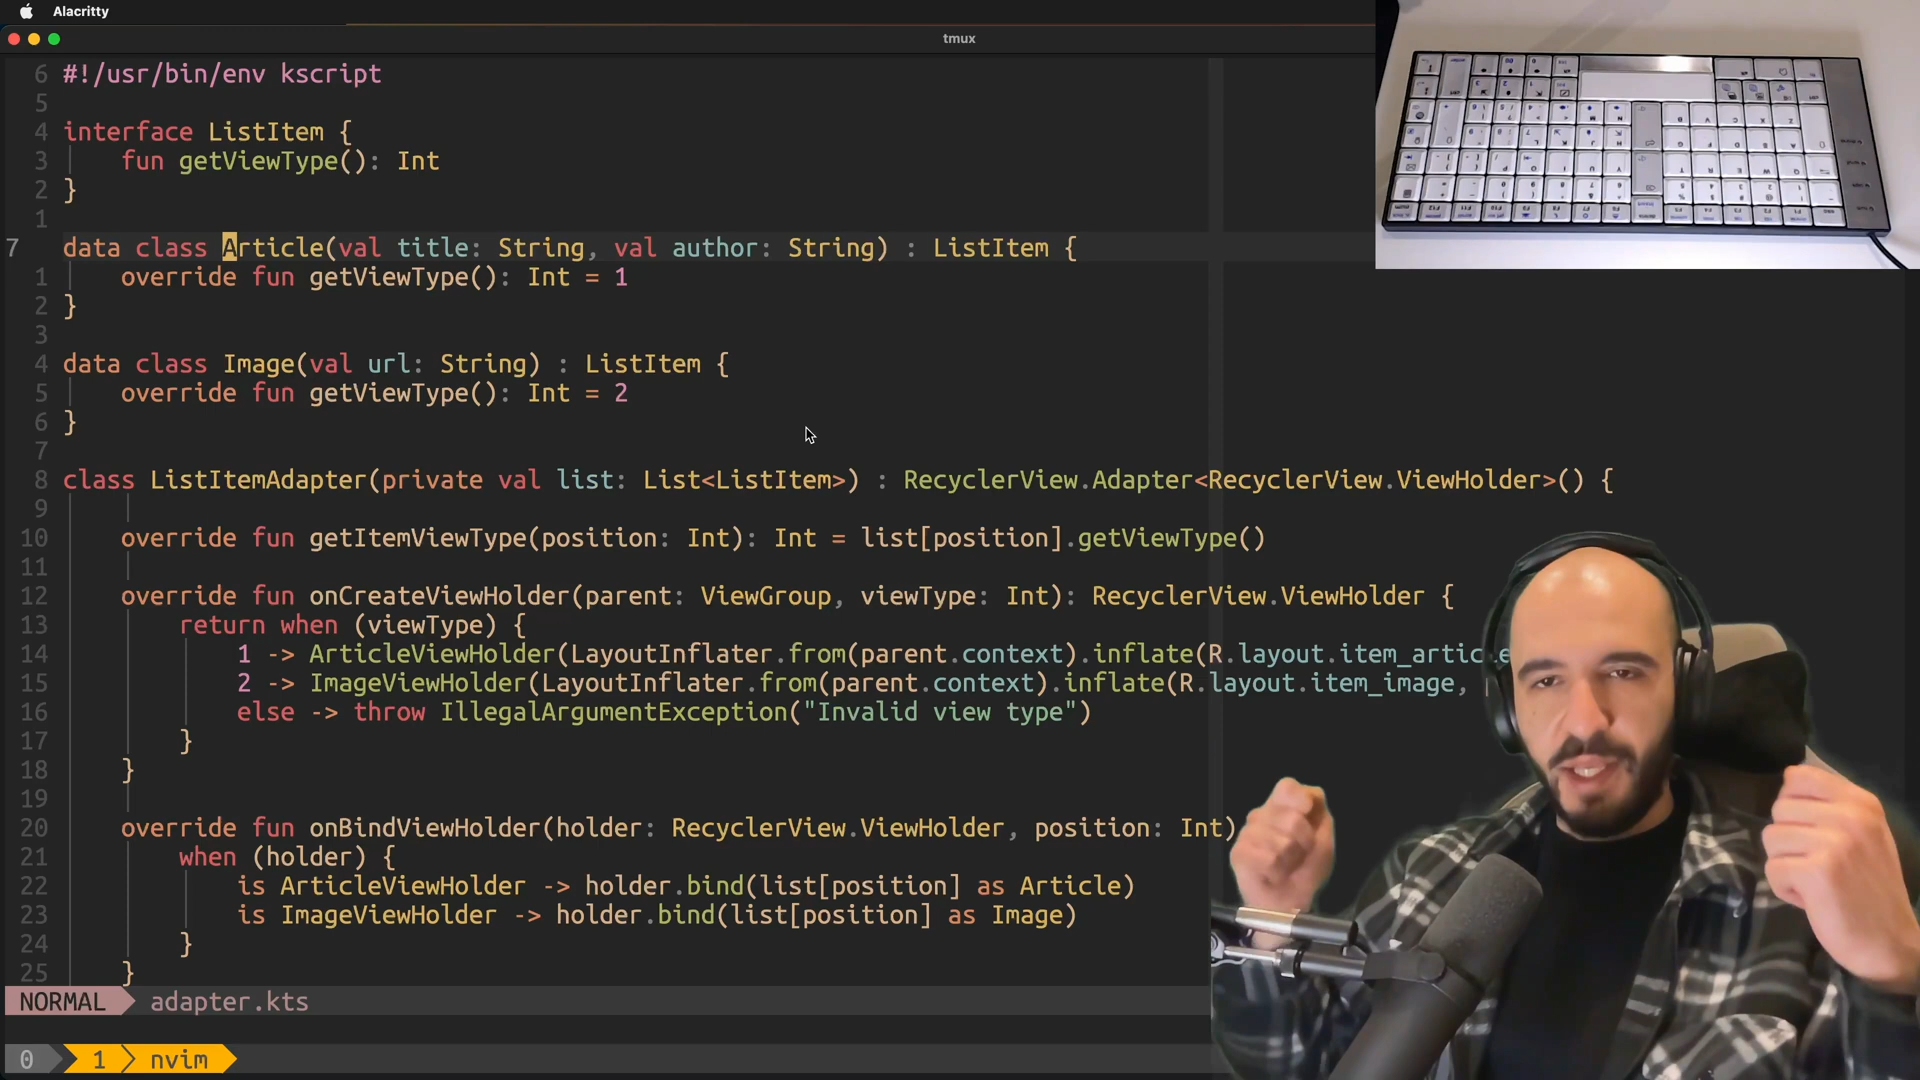 Alacritty
tmux
6 #!/usr/bin/env kscript
5
4 interface ListItem {
3 fun getViewType(): Int
2 }
1
7 data class Article(val title: String, val author: String) : ListItem {
1 override fun getViewType(): Int = 1
2 }
3
4 data class Image(val url: String) : ListItem {
5 override fun getViewType(): Int = 2
6 }
7
8 class ListItemAdapter(private val list: List<ListItem>) : RecyclerView.Adapter<RecyclerView.ViewHolder>() {
9
10 override fun getItemViewType(position: Int): Int = list[position].getViewType()
11
12 override fun onCreateViewHolder(parent: ViewGroup, viewType: Int): RecyclerView.ViewHolder {
13 return when (viewType) {
14 1 -> ArticleViewHolder(LayoutInflater.from(parent.context).inflate(R.layout.item_article
15 2 -> ImageViewHolder(LayoutInflater.from(parent.context).inflate(R.layout.item_image,
16 else -> throw IllegalArgumentException("Invalid view type")
17 }
18 }
19
20 override fun onBindViewHolder(holder: RecyclerView.ViewHolder, position: Int)
21 when (holder) {
22 is ArticleViewHolder -> holder.bind(list[position] as Article)
23 is ImageViewHolder -> holder.bind(list[position] as Image)
24 }
25 }
NORMAL adapter.kts
0 1 nvim